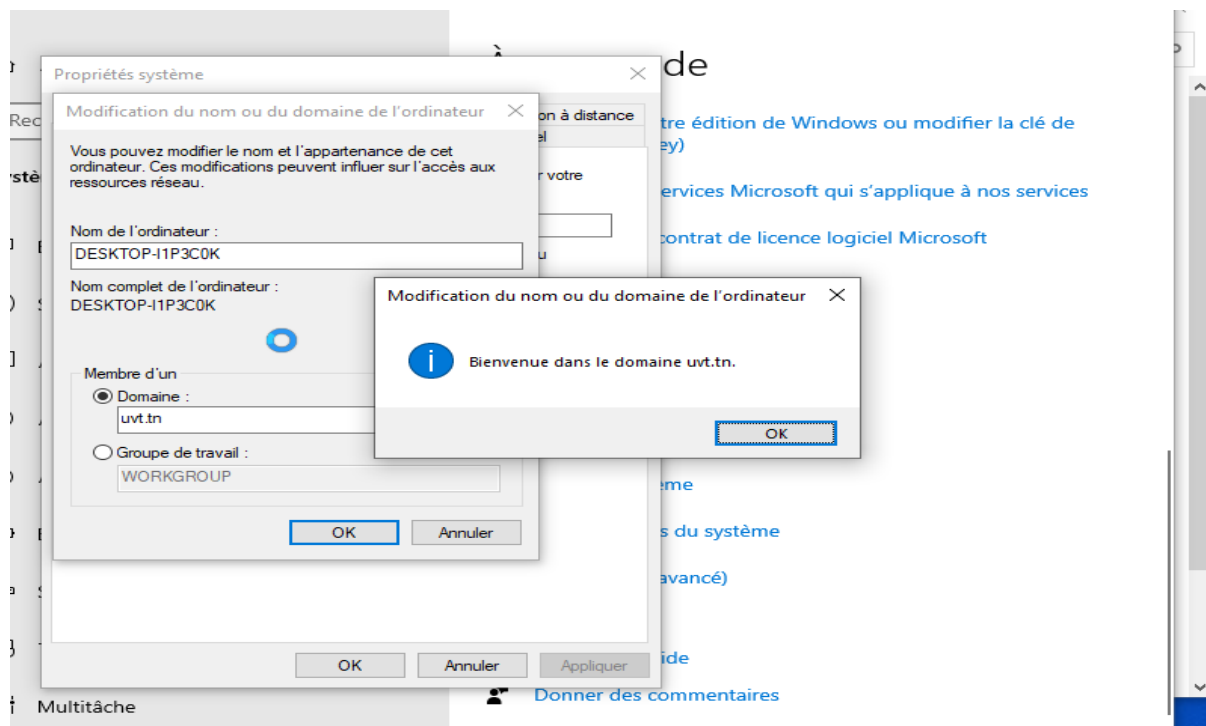 de
Propriétés système
Modification du nom ou du domaine de l'ordinateur
on à distance
Rec
el
tre édition de Windows ou modifier la clé de
ey)
Vous pouvez modifier le nom et l'appartenance de cet
ordinateur. Ces modifications peuvent influer sur l'accès aux
ressources réseau.
stè
r votre
ervices Microsoft qui s'applique à nos services
Nom de l'ordinateur :
DESKTOP-I1P3C0K
u
contrat de licence logiciel Microsoft
Nom complet de l'ordinateur :
DESKTOP-I1P3C0K
Modification du nom ou du domaine de l'ordinateur
Bienvenue dans le domaine uvt.tn.
OK
Membre d'un
Domaine :
uvt.tn
Groupe de travail :
WORKGROUP
OK
Annuler
ème
s du système
avancé)
OK
Annuler
Appliquer
ide
Multitâche
Donner des commentaires